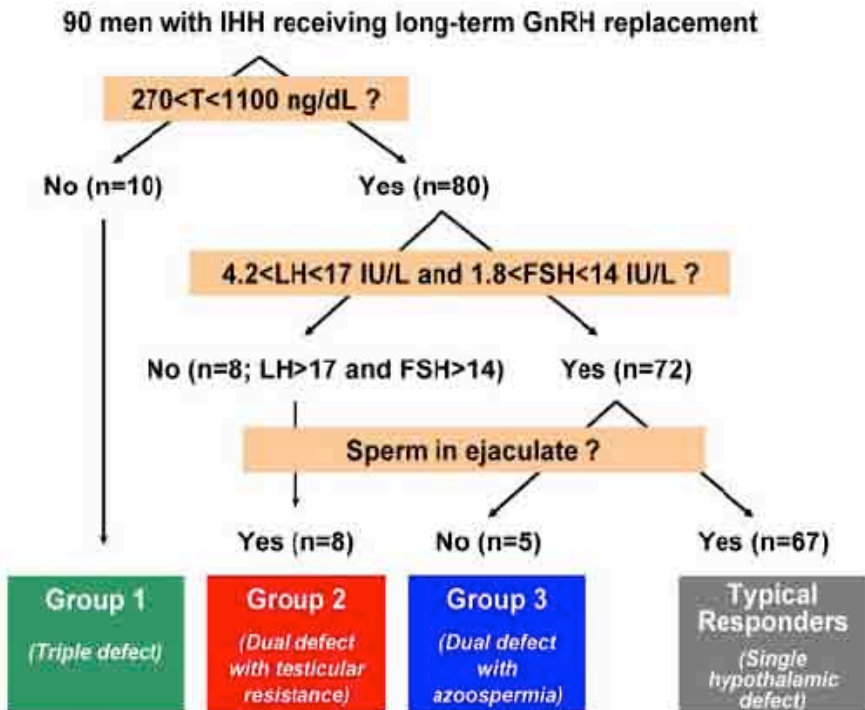 90 men with IHH receiving long-term GnRH replacement
270<T<1100 ng/dL ?
No (n=10)
Yes (n=80)
4.2<LH<17 IU/L and 1.8<FSH<14 IU/L ?
No (n=8; LH>17 and FSH>14)
Yes (n=72)
Sperm in ejaculate ?
Yes (n=8)
No (n=5)
Yes (n=67)
Group 1
(Triple defect)
Group 2
(Dual defect
with testicular
resistance)
Group 3
(Dual defect
with
azoospermia)
Typical
Responders
(Single
hypothalamic
defect)